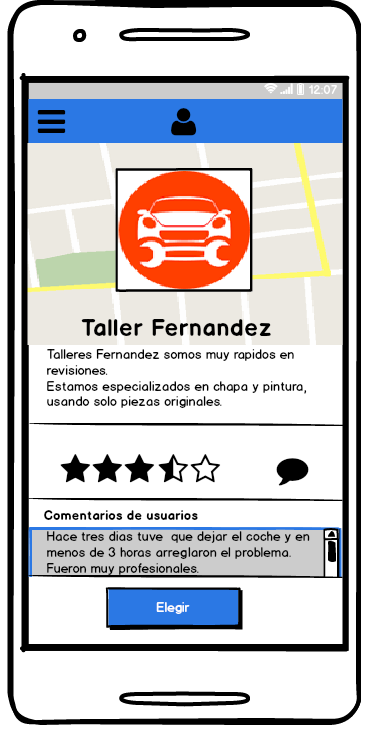 12:07
Taller Fernandez
Talleres Fernandez somos muy rapidos en
revisiones.
Estamos especializados en chapa y pintura,
usando solo piezas originales.
Comentarios de usuarios
Hace tres dias tuve que dejar el coche y en
menos de 3 horas arreglaron el problema.
Fueron muy profesionales.
Elegir